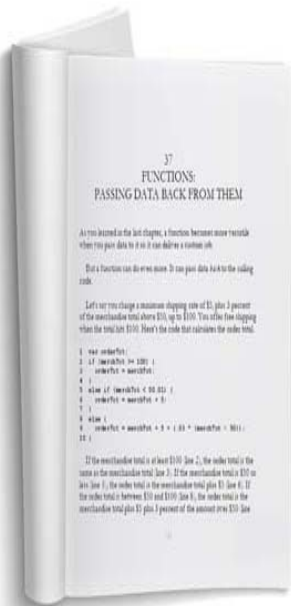 37
FUNCTIONS:
PASSING DATA BACK FROM THEM
As you learned in the last chapter, a function becomes more versatile
when you pass data to it so it can deliver a custom job.
But a function can do even more. It can pass data back to the calling
code.
Let's say you charge a minimum shipping rate of $5, plus 3 percent
of the merchandise total above $50, up to $100. You offer free shipping
when the total hits $100. Here's the code that calculates the order total.
1 var orderTot;
2 if (merchTot >= 100) {
3 orderTot = merchTot;
4 }
5 else if (merchTot < 50.01) {
6 orderTot = merchTot + 5;
7 }
8 else {
9 orderTot = merchTot + 5 + (.03 * (merchTot - 50));
10 }
If the merchandise total is at least $100 (line 2), the order total is the
same as the merchandise total (line 3). If the merchandise total is $50 or
less (line 5), the order total is the merchandise total plus $5 (line 6). If
the order total is between $50 and $100 (line 8), the order total is the
merchandise total plus $5 plus 3 percent of the amount over $50 (line